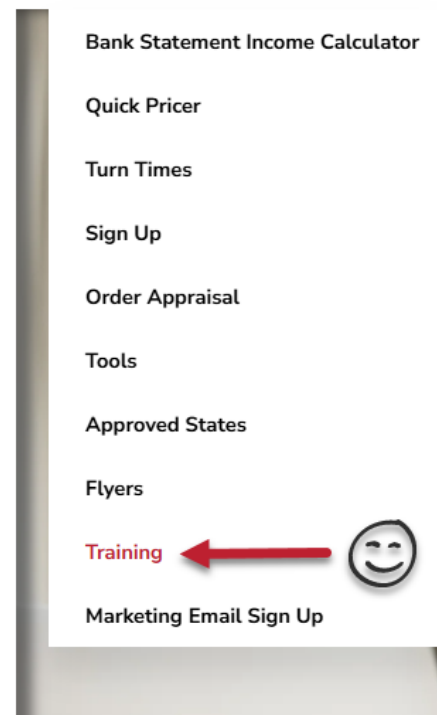 Bank Statement Income Calculator
Quick Pricer
Turn Times
Sign Up
Order Appraisal
Tools
Approved States
Flyers
Training
Marketing Email Sign Up